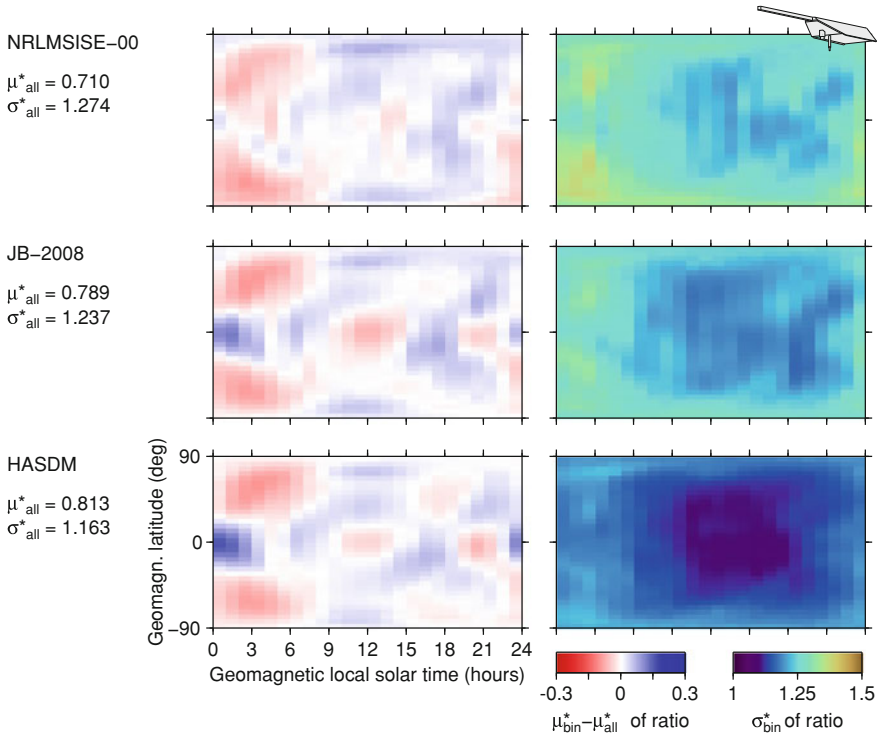 NRLMSISE−00
μ*all = 0.710
σ*all = 1.274
JB−2008
μ*all = 0.789
σ*all = 1.237
HASDM
μ*all = 0.813
σ*all = 1.163
Geomagn. latitude (deg)
90
0
−90
0 3 6 9 12 15 18 21 24
Geomagnetic local solar time (hours)
-0.3 0 0.3
μ*bin−μ*all of ratio
1 1.25 1.5
σ*bin of ratio